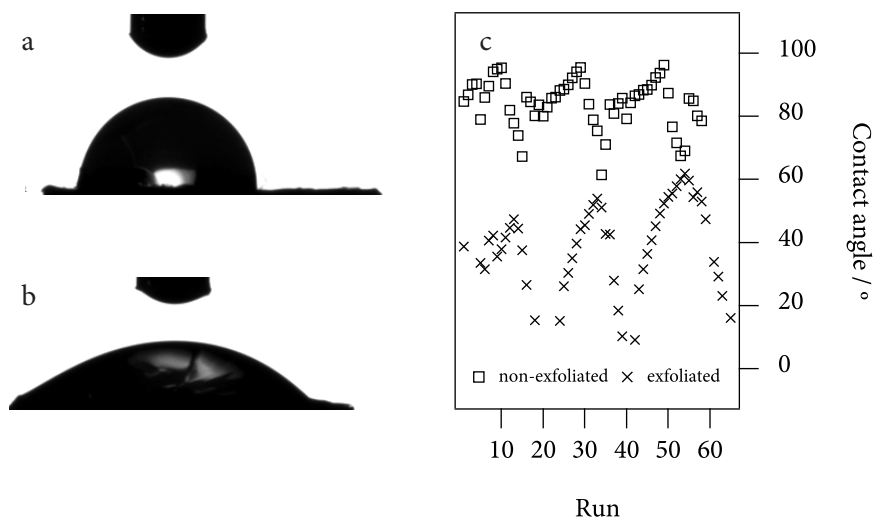 a
b
c
100
80
60
40
20
0
Contact angle / °
non-exfoliated exfoliated
10 20 30 40 50 60
Run